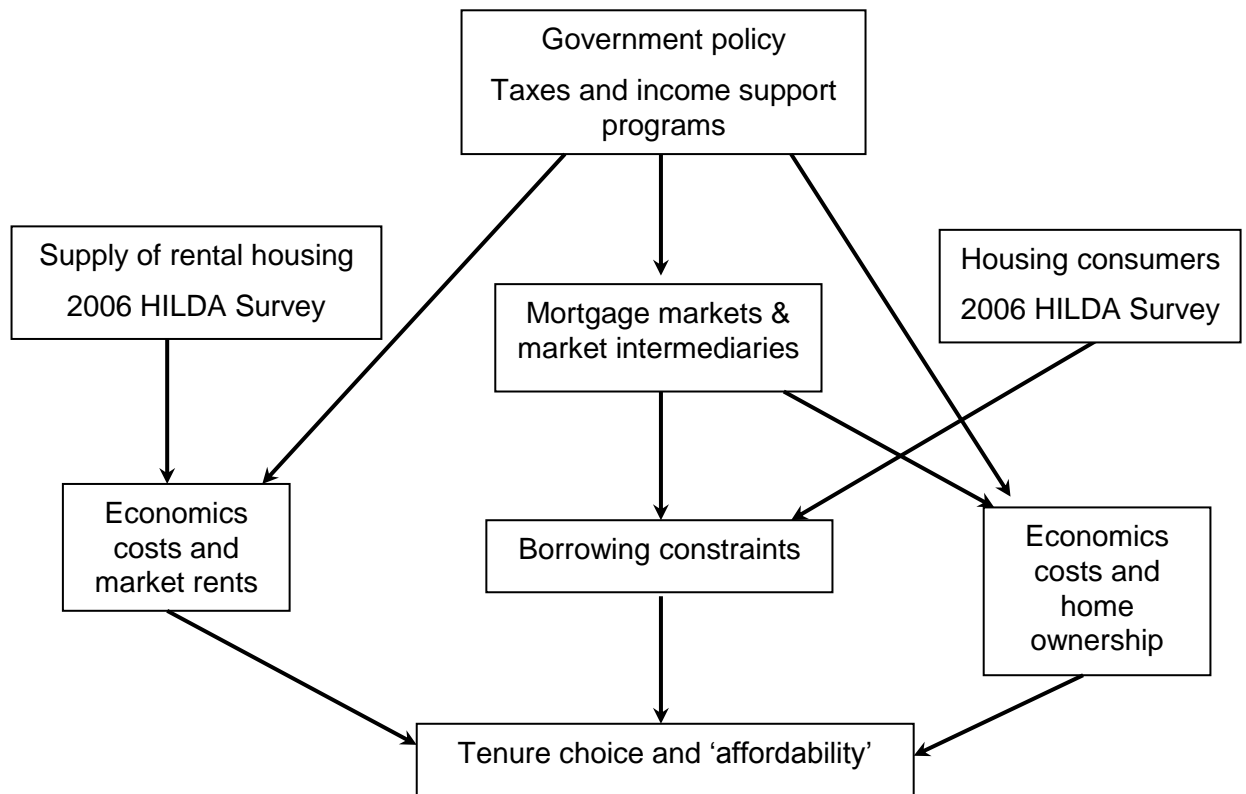 Government policy
Taxes and income support
programs
Supply of rental housing
2006 HILDA Survey
Housing consumers
2006 HILDA Survey
Mortgage markets &
market intermediaries
Economics
costs and
market rents
Borrowing constraints
Economics
costs and
home
ownership
Tenure choice and ‘affordability’